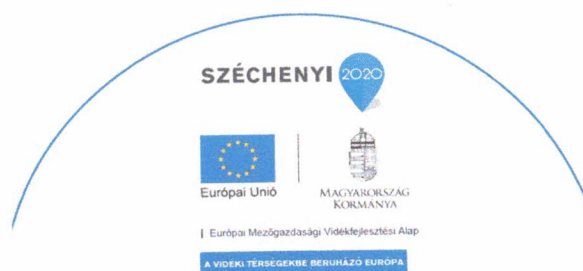 SZÉCHENYI 2020
Európai Unió
MAGYARORSZÁG
KORMÁNYA
Európai Mezőgazdasági Vidékfejlesztési Alap
A VIDÉKI TÉRSÉGEKBE BERUHÁZÓ EURÓPA